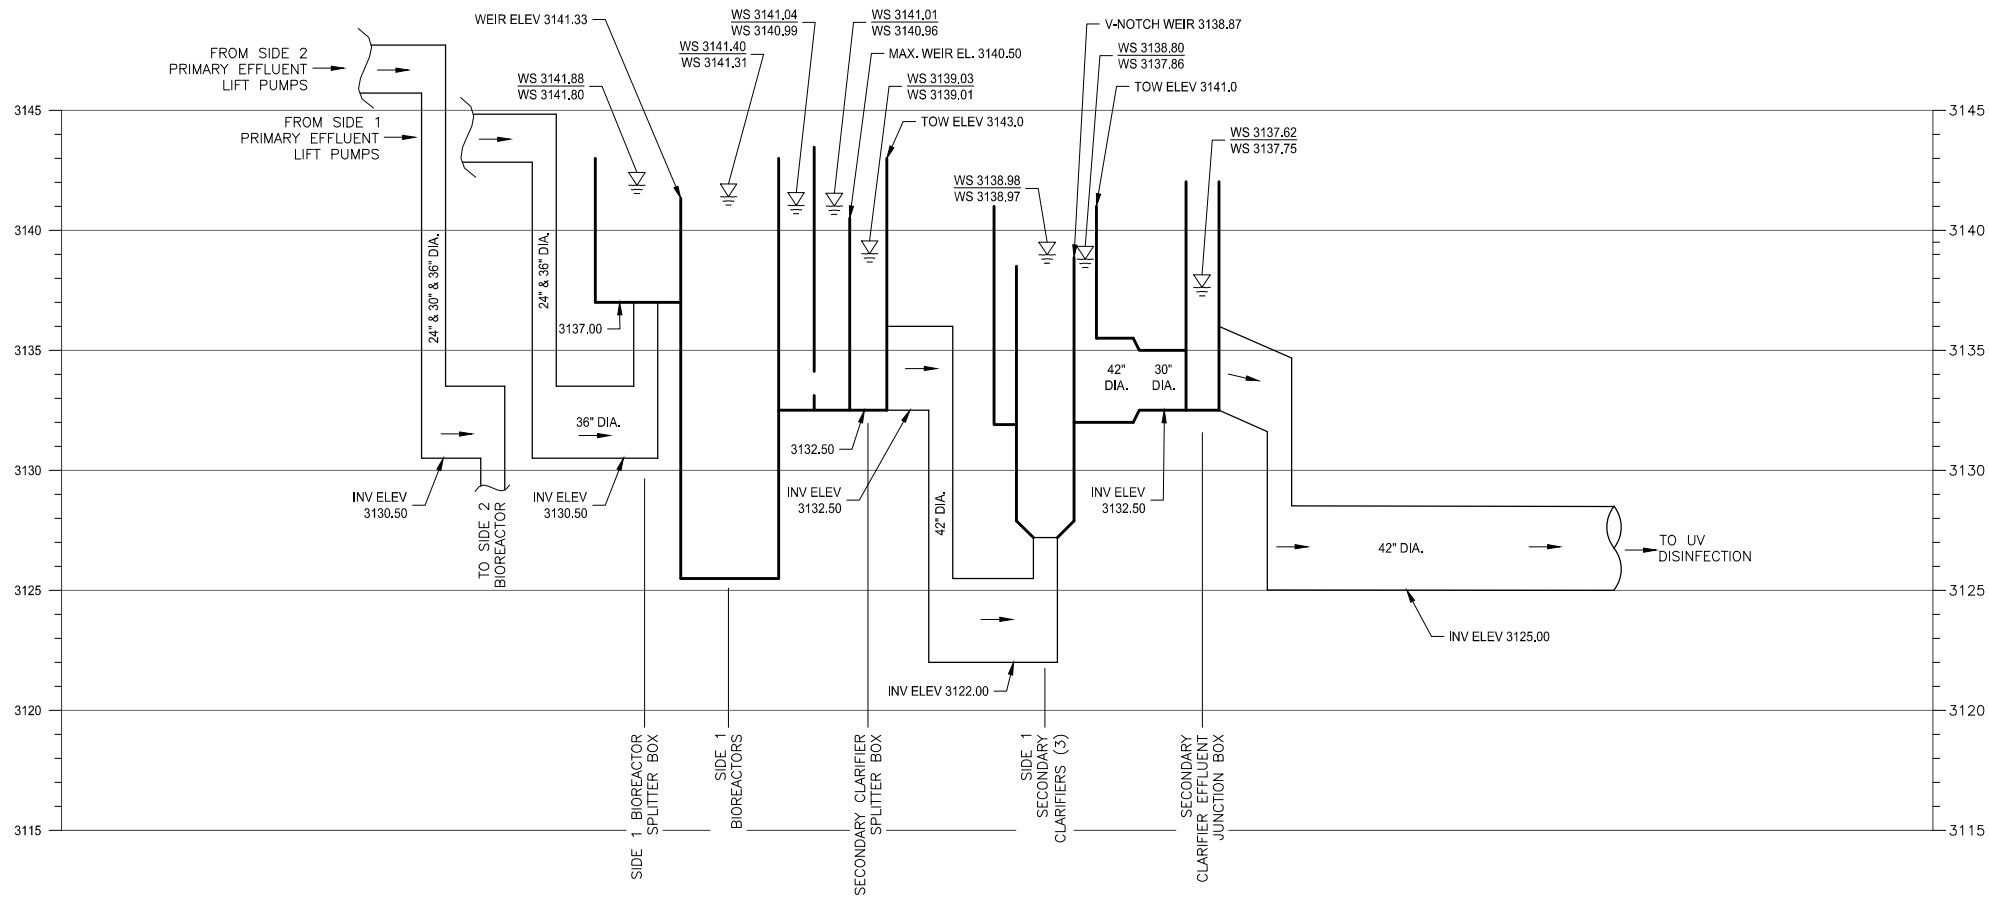 FROM SIDE 2
PRIMARY EFFLUENT
LIFT PUMPS
FROM SIDE 1
PRIMARY EFFLUENT
LIFT PUMPS
WEIR ELEV 3141.33
WS 3141.88
WS 3141.80
WS 3141.40
WS 3141.31
WS 3141.04
WS 3140.99
WS 3141.01
WS 3140.96
MAX. WEIR EL. 3140.50
WS 3139.03
WS 3139.01
TOW ELEV 3143.0
WS 3138.98
WS 3138.97
V-NOTCH WEIR 3138.87
WS 3138.80
WS 3137.86
TOW ELEV 3141.0
WS 3137.62
WS 3137.75
3145
3140
3135
3130
3125
3120
3115
3145
3140
3135
3130
3125
3120
3115
24" & 30" & 36" DIA.
24" & 36" DIA.
3137.00
36" DIA.
INV ELEV
3130.50
TO SIDE 2
BIOREACTOR
INV ELEV
3130.50
3132.50
INV ELEV
3132.50
42" DIA.
INV ELEV 3122.00
42"
DIA.
30"
DIA.
INV ELEV
3132.50
42" DIA.
TO UV
DISINFECTION
INV ELEV 3125.00
SIDE 1 BIOREACTOR
SPLITTER BOX
SIDE 1
BIOREACTORS
SECONDARY CLARIFIER
SPLITTER BOX
SIDE 1
SECONDARY
CLARIFIERS (3)
SECONDARY
CLARIFIER EFFLUENT
JUNCTION BOX